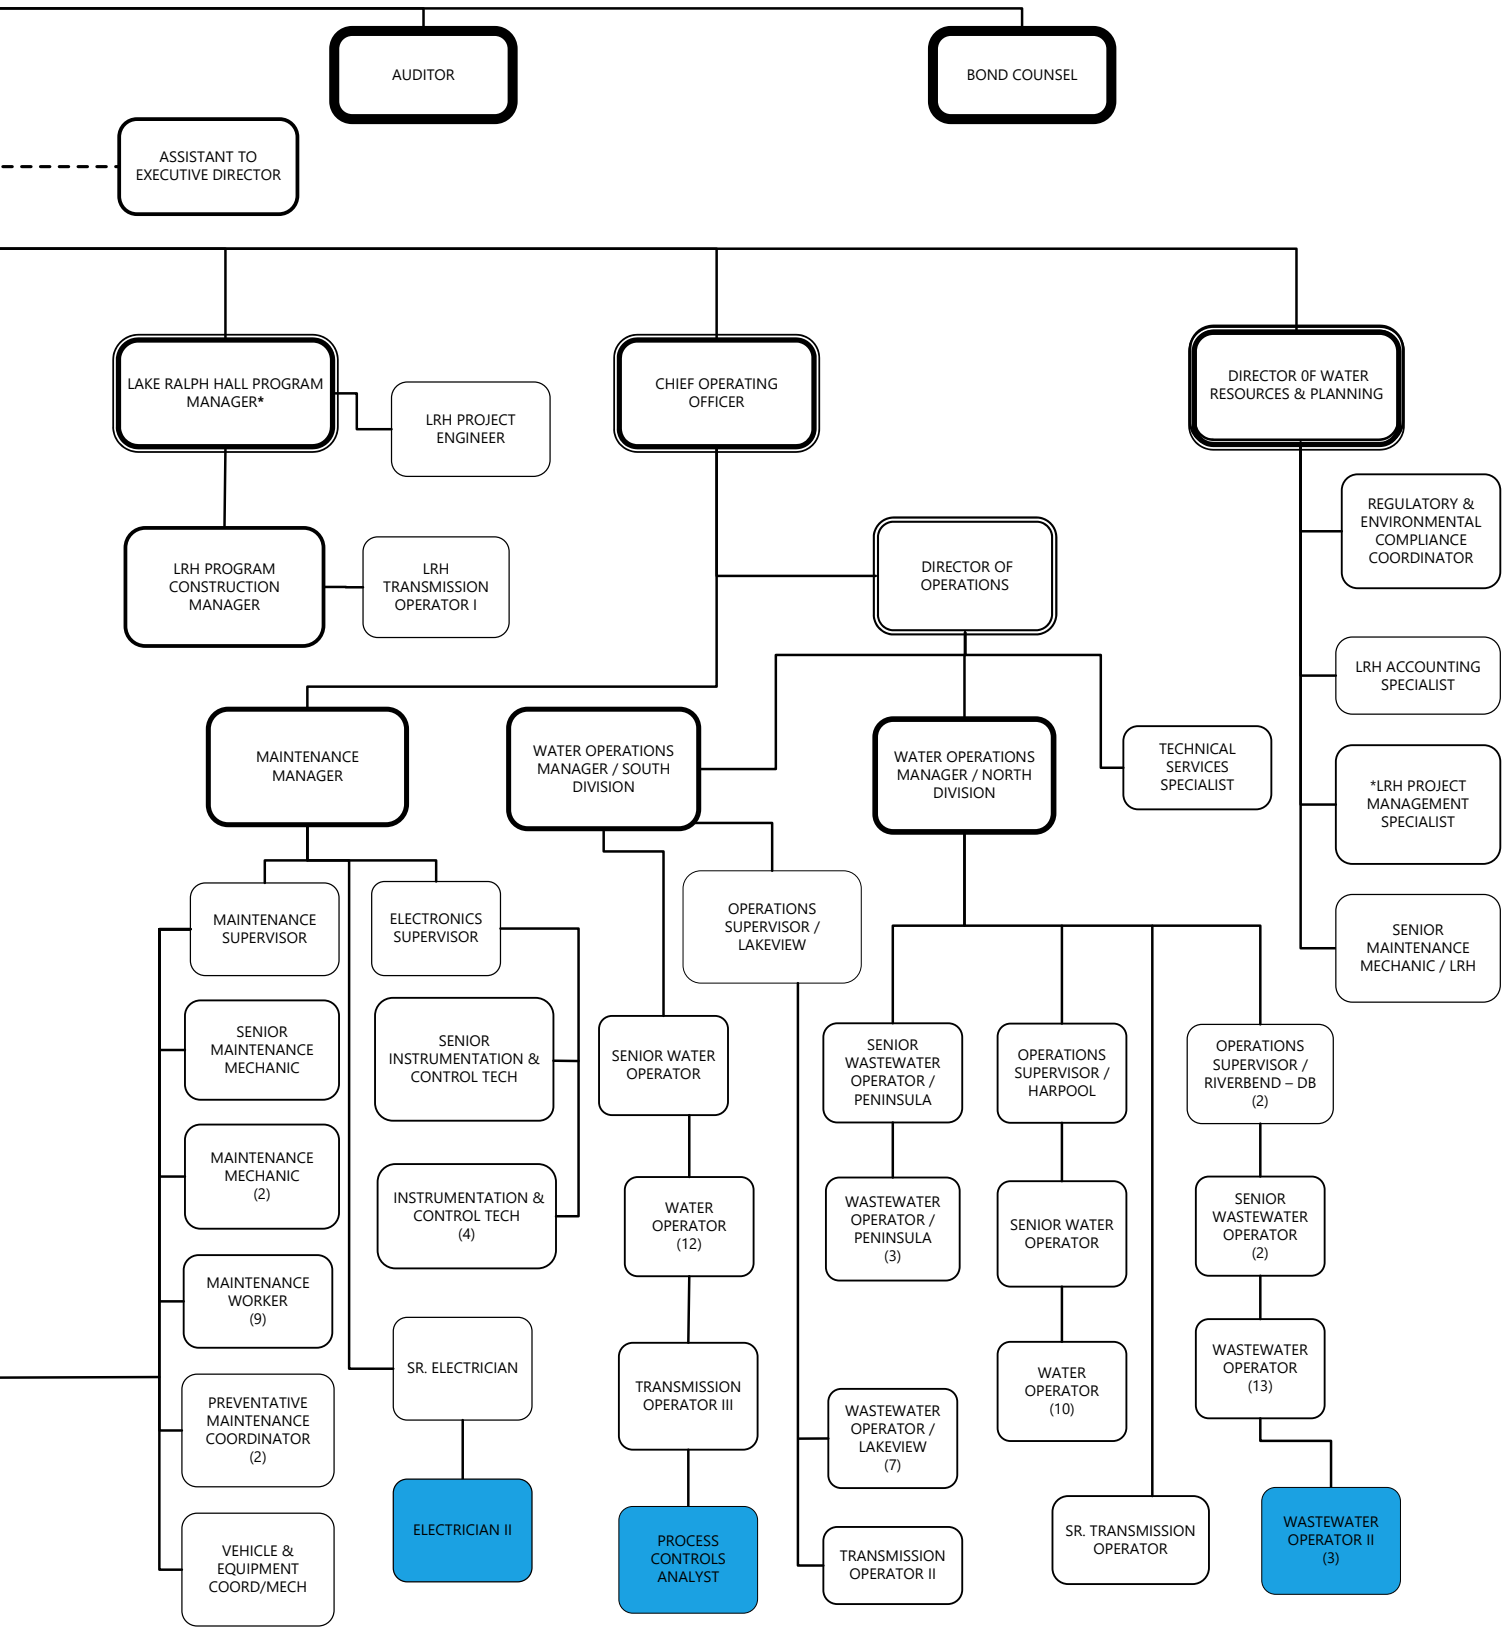 AUDITOR
BOND COUNSEL
ASSISTANT TO
EXECUTIVE DIRECTOR
LAKE RALPH HALL PROGRAM
MANAGER*
LRH PROJECT
ENGINEER
CHIEF OPERATING
OFFICER
DIRECTOR 0F WATER
RESOURCES & PLANNING
REGULATORY &
ENVIRONMENTAL
COMPLIANCE
COORDINATOR
LRH PROGRAM
CONSTRUCTION
MANAGER
LRH
TRANSMISSION
OPERATOR I
DIRECTOR OF
OPERATIONS
LRH ACCOUNTING
SPECIALIST
MAINTENANCE
MANAGER
WATER OPERATIONS
MANAGER / SOUTH
DIVISION
WATER OPERATIONS
MANAGER / NORTH
DIVISION
TECHNICAL
SERVICES
SPECIALIST
*LRH PROJECT
MANAGEMENT
SPECIALIST
MAINTENANCE
SUPERVISOR
ELECTRONICS
SUPERVISOR
OPERATIONS
SUPERVISOR /
LAKEVIEW
SENIOR
MAINTENANCE
MECHANIC / LRH
SENIOR
MAINTENANCE
MECHANIC
SENIOR
INSTRUMENTATION &
CONTROL TECH
SENIOR WATER
OPERATOR
SENIOR
WASTEWATER
OPERATOR /
PENINSULA
OPERATIONS
SUPERVISOR /
HARPOOL
OPERATIONS
SUPERVISOR /
RIVERBEND – DB
(2)
MAINTENANCE
MECHANIC
(2)
INSTRUMENTATION &
CONTROL TECH
(4)
WATER
OPERATOR
(12)
WASTEWATER
OPERATOR /
PENINSULA
(3)
SENIOR WATER
OPERATOR
SENIOR
WASTEWATER
OPERATOR
(2)
MAINTENANCE
WORKER
(9)
SR. ELECTRICIAN
TRANSMISSION
OPERATOR III
WATER
OPERATOR
(10)
WASTEWATER
OPERATOR
(13)
PREVENTATIVE
MAINTENANCE
COORDINATOR
(2)
WASTEWATER
OPERATOR /
LAKEVIEW
(7)
ELECTRICIAN II
PROCESS
CONTROLS
ANALYST
SR. TRANSMISSION
OPERATOR
WASTEWATER
OPERATOR II
(3)
VEHICLE &
EQUIPMENT
COORD/MECH
TRANSMISSION
OPERATOR II